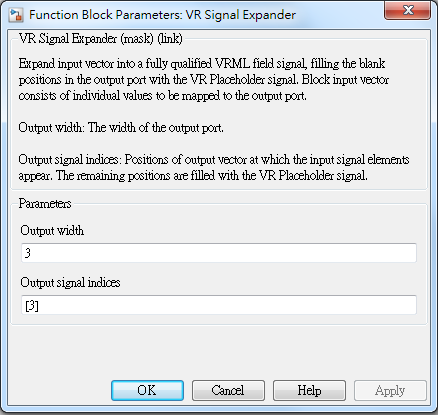 Function Block Parameters: VR Signal Expander
VR Signal Expander (mask) (link)
Expand input vector into a fully qualified VRML field signal, filling the blank
positions in the output port with the VR Placeholder signal. Block input vector
consists of individual values to be mapped to the output port.
Output width: The width of the output port.
Output signal indices: Positions of output vector at which the input signal elements
appear. The remaining positions are filled with the VR Placeholder signal.
Parameters
Output width
3
Output signal indices
[3]
OK Cancel Help Apply